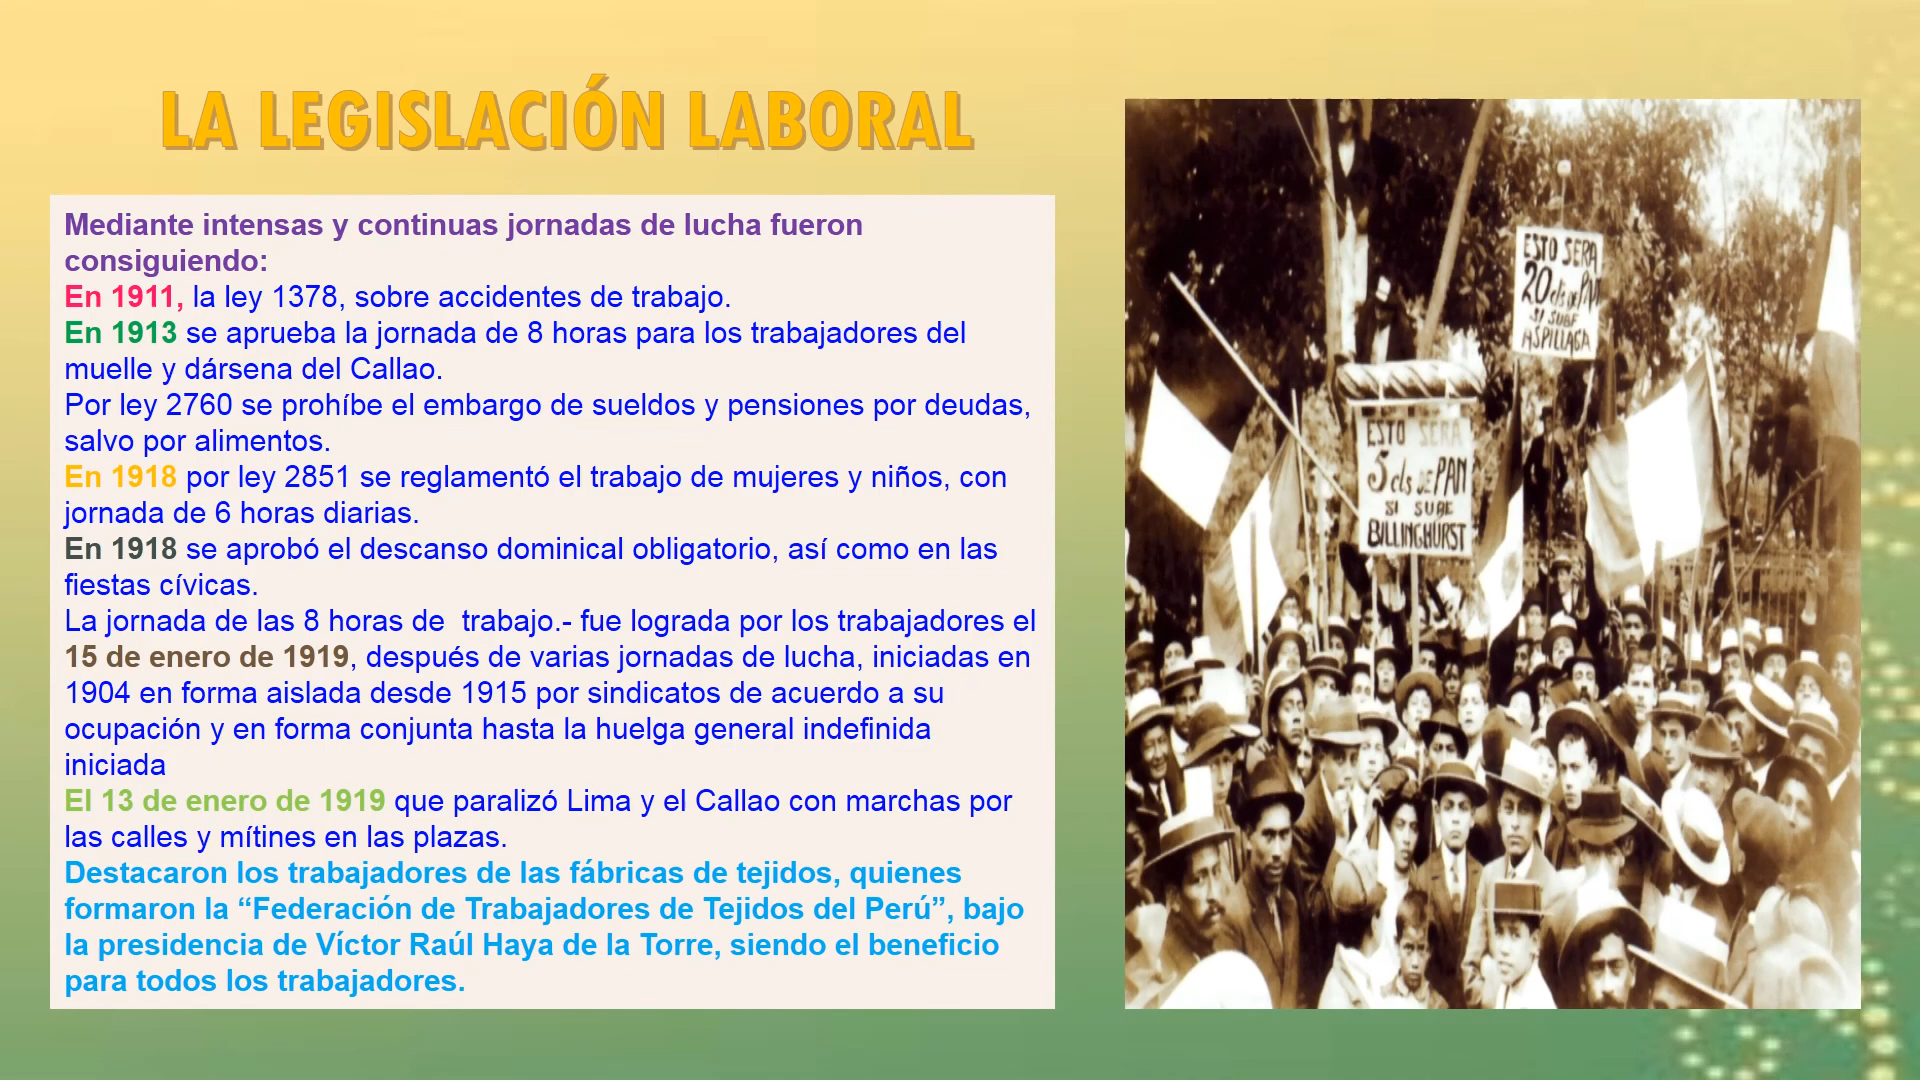 LA LEGISLACIÓN LABORAL
Mediante intensas y continuas jornadas de lucha fueron
consiguiendo:
En 1911, la ley 1378, sobre accidentes de trabajo.
En 1913 se aprueba la jornada de 8 horas para los trabajadores del
muelle y dársena del Callao.
Por ley 2760 se prohíbe el embargo de sueldos y pensiones por deudas,
salvo por alimentos.
En 1918 por ley 2851 se reglamentó el trabajo de mujeres y niños, con
jornada de 6 horas diarias.
En 1918 se aprobó el descanso dominical obligatorio, así como en las
fiestas cívicas.
La jornada de las 8 horas de  trabajo.- fue lograda por los trabajadores el
15 de enero de 1919, después de varias jornadas de lucha, iniciadas en
1904 en forma aislada desde 1915 por sindicatos de acuerdo a su
ocupación y en forma conjunta hasta la huelga general indefinida
iniciada
El 13 de enero de 1919 que paralizó Lima y el Callao con marchas por
las calles y mítines en las plazas.
Destacaron los trabajadores de las fábricas de tejidos, quienes
formaron la “Federación de Trabajadores de Tejidos del Perú”, bajo
la presidencia de Víctor Raúl Haya de la Torre, siendo el beneficio
para todos los trabajadores.
ESTO SERA
20 cts DE PAN
SI SUBE
ASPILLAGA
ESTO SERA
5 cts DE PAN
SI SUBE
BILLINGHURST